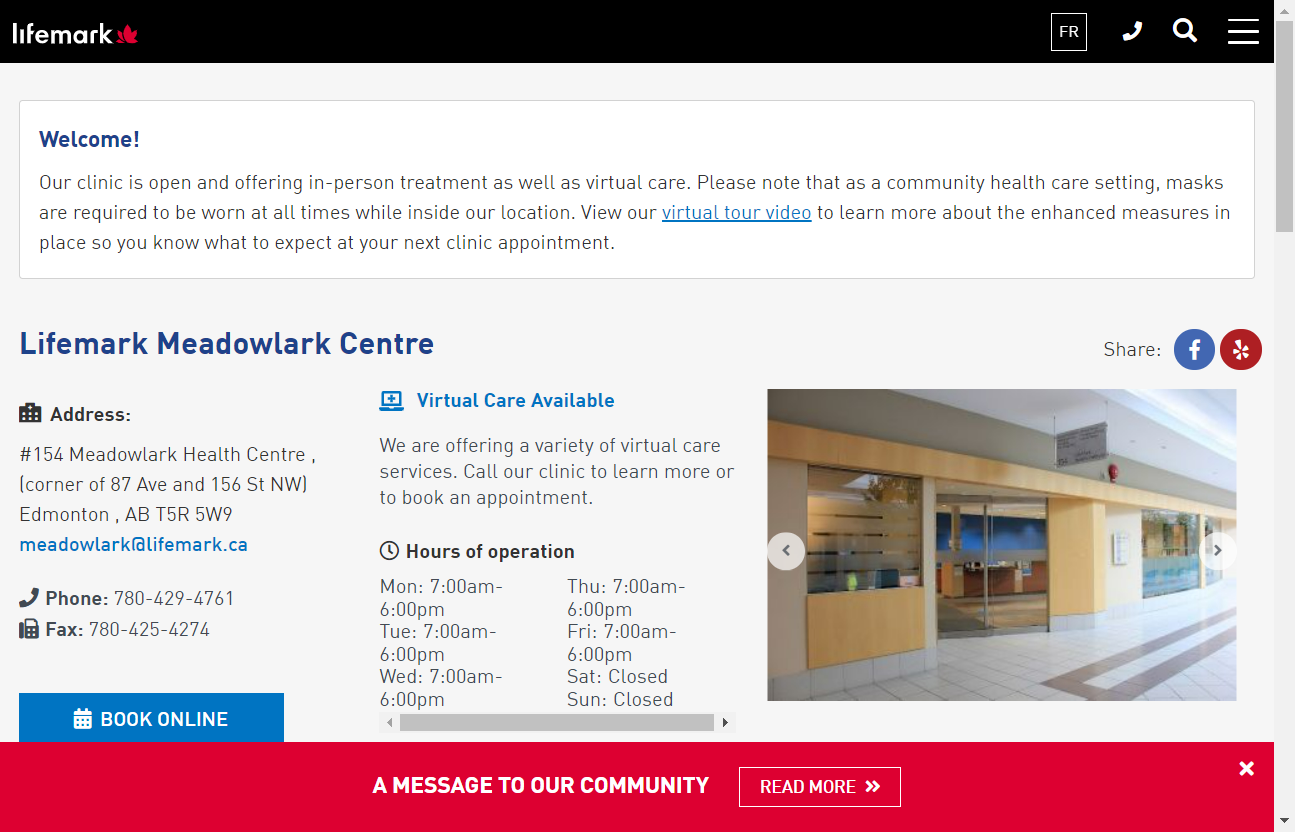 lifemark
FR
Welcome!
Our clinic is open and offering in-person treatment as well as virtual care. Please note that as a community health care setting, masks
are required to be worn at all times while inside our location. View our virtual tour video to learn more about the enhanced measures in
place so you know what to expect at your next clinic appointment.
Lifemark Meadowlark Centre
Share:
Address:
#154 Meadowlark Health Centre ,
(corner of 87 Ave and 156 St NW)
Edmonton , AB T5R 5W9
meadowlark@lifemark.ca
Phone: 780-429-4761
Fax: 780-425-4274
BOOK ONLINE
Virtual Care Available
We are offering a variety of virtual care
services. Call our clinic to learn more or
to book an appointment.
Hours of operation
Mon: 7:00am-
6:00pm
Tue: 7:00am-
6:00pm
Wed: 7:00am-
6:00pm
Thu: 7:00am-
6:00pm
Fri: 7:00am-
6:00pm
Sat: Closed
Sun: Closed
A MESSAGE TO OUR COMMUNITY
READ MORE